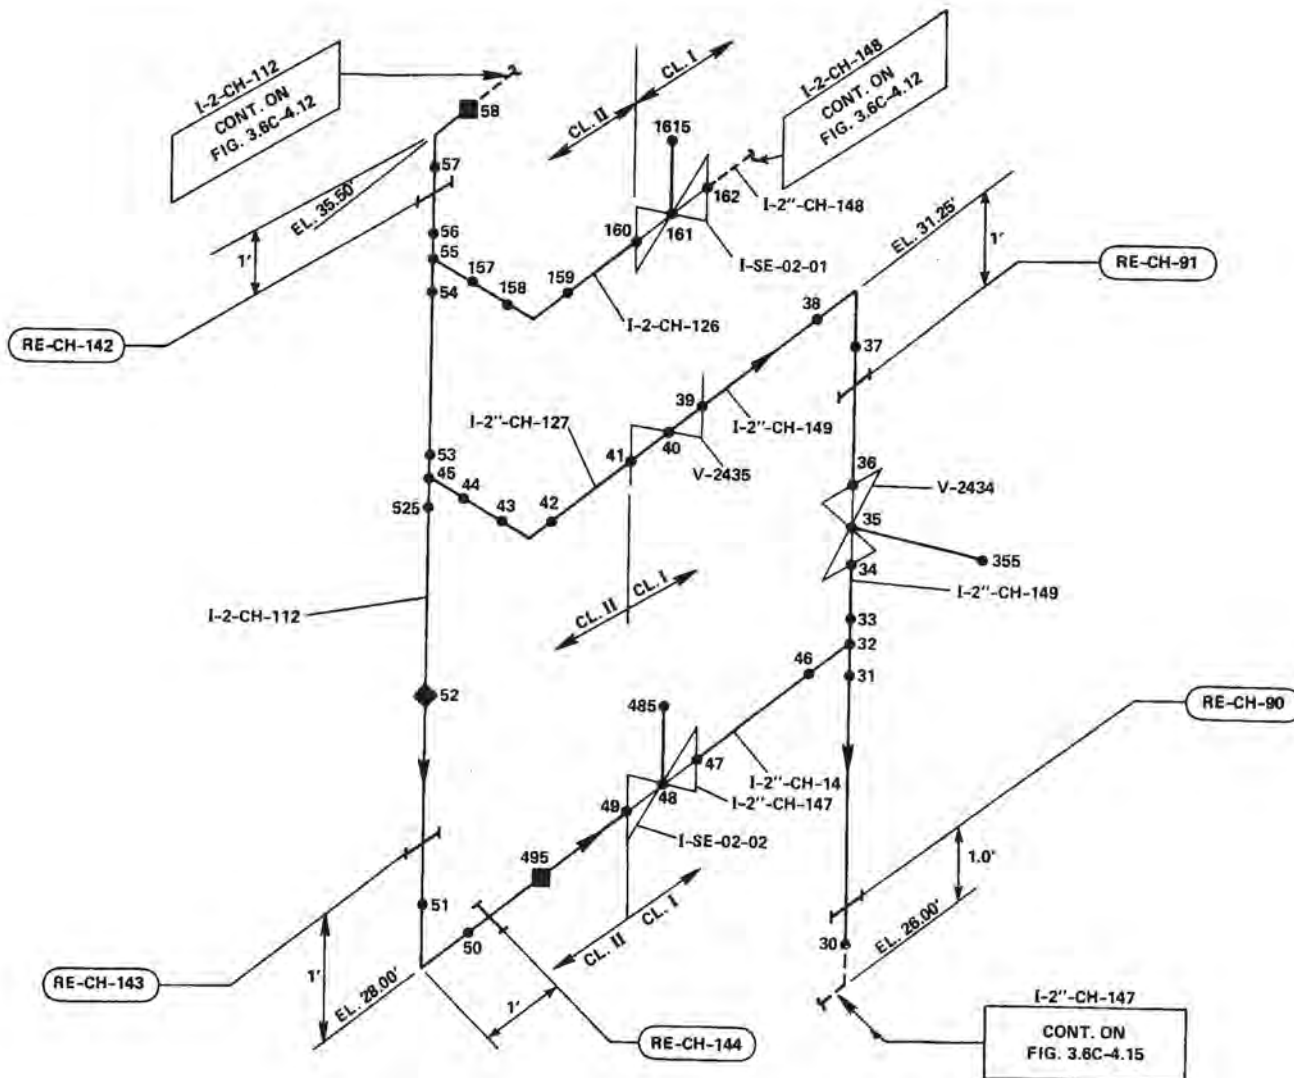 I-2-CH-112
CONT. ON
FIG. 3.6C-4.12
58
CL. II
CL. I
I-2-CH-148
CONT. ON
FIG. 3.6C-4.12
1615
57
162
I-2"-CH-148
EL. 35.50'
1'
56
55
54
157
158
159
160
161
I-SE-02-01
EL. 31.25'
1'
RE-CH-91
RE-CH-142
I-2-CH-126
38
37
I-2"-CH-127
39
I-2"-CH-149
40
41
V-2435
53
45
44
43
42
525
36
V-2434
35
355
34
I-2"-CH-149
CL. II
CL. I
I-2-CH-112
33
32
31
46
52
485
RE-CH-90
47
I-2"-CH-14
I-2"-CH-147
48
49
I-SE-02-02
495
1.0"
51
50
CL. II
CL. I
30
EL. 26.00'
RE-CH-143
1'
EL. 28.00'
1'
RE-CH-144
I-2"-CH-147
CONT. ON
FIG. 3.6C-4.15